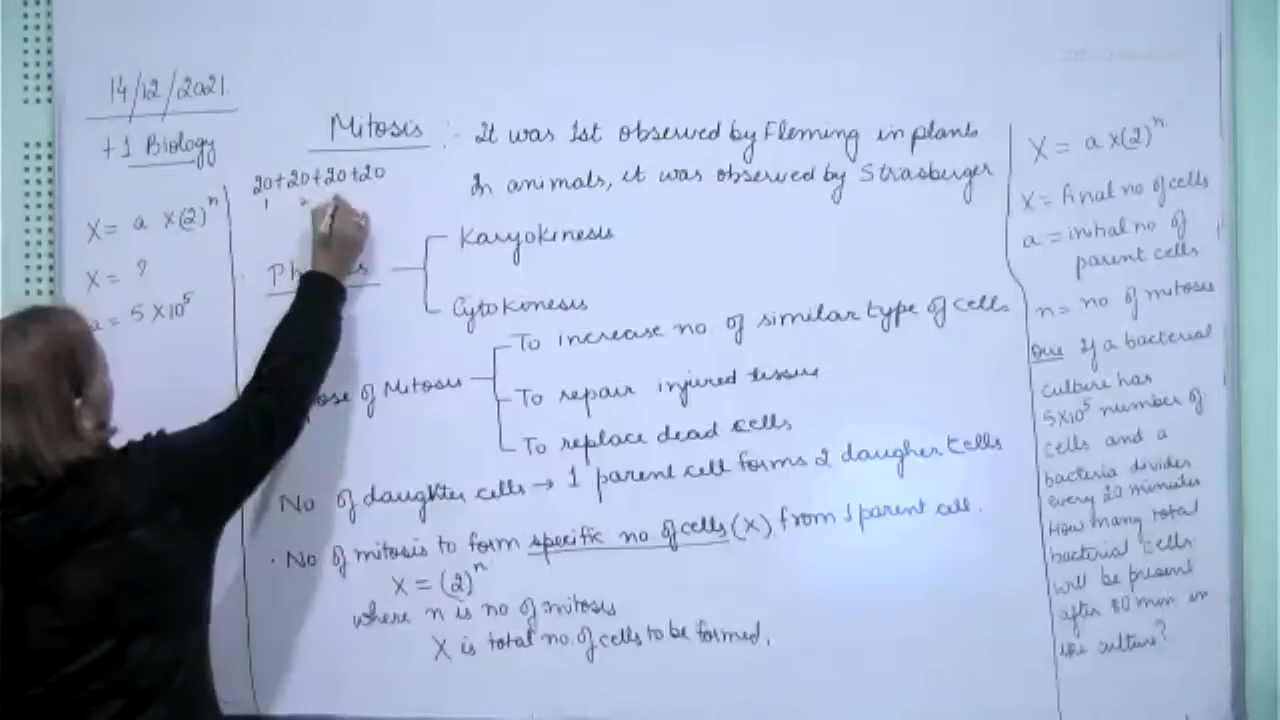 14/12/2021
+1 Biology
X = a x(2)^n
X = ?
a = 5 x10^5
20+20+20+20
1
Mitosis : It was 1st observed by Fleming in plants
In animals, it was observed by Strasberger
Karyokinesis
Cytokinesis
of Mitosis
To increase no of similar type of cells
To repair injured tissue
To replace dead cells
No of daughter cells → 1 parent cell forms 2 daugher cells
· No of mitosis to form specific no of cells (X) from 1 parent cell.
X = (2)^n
where n is no of mitosis
X is total no. of cells to be formed.
X = a x(2)^n
X = final no of cells
a = initial no of
parent cells
n = no of mitosis
Que If a bacterial
culture has
5x10^5 number of
cells and a
bacteria divides
every 20 minutes
How many total
bacterial cells
will be present
after 80 min in
the culture?